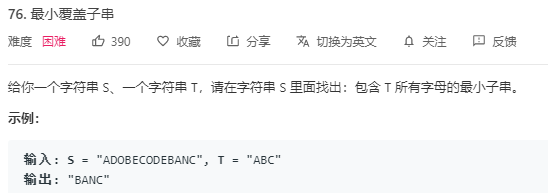 76. 最小覆盖子串
难度 困难 390 收藏 分享 切换为英文 关注 反馈
给你一个字符串 S、一个字符串 T，请在字符串 S 里面找出：包含 T 所有字母的最小子串。
示例：
输入: S = "ADOBECODEBANC", T = "ABC"
输出: "BANC"